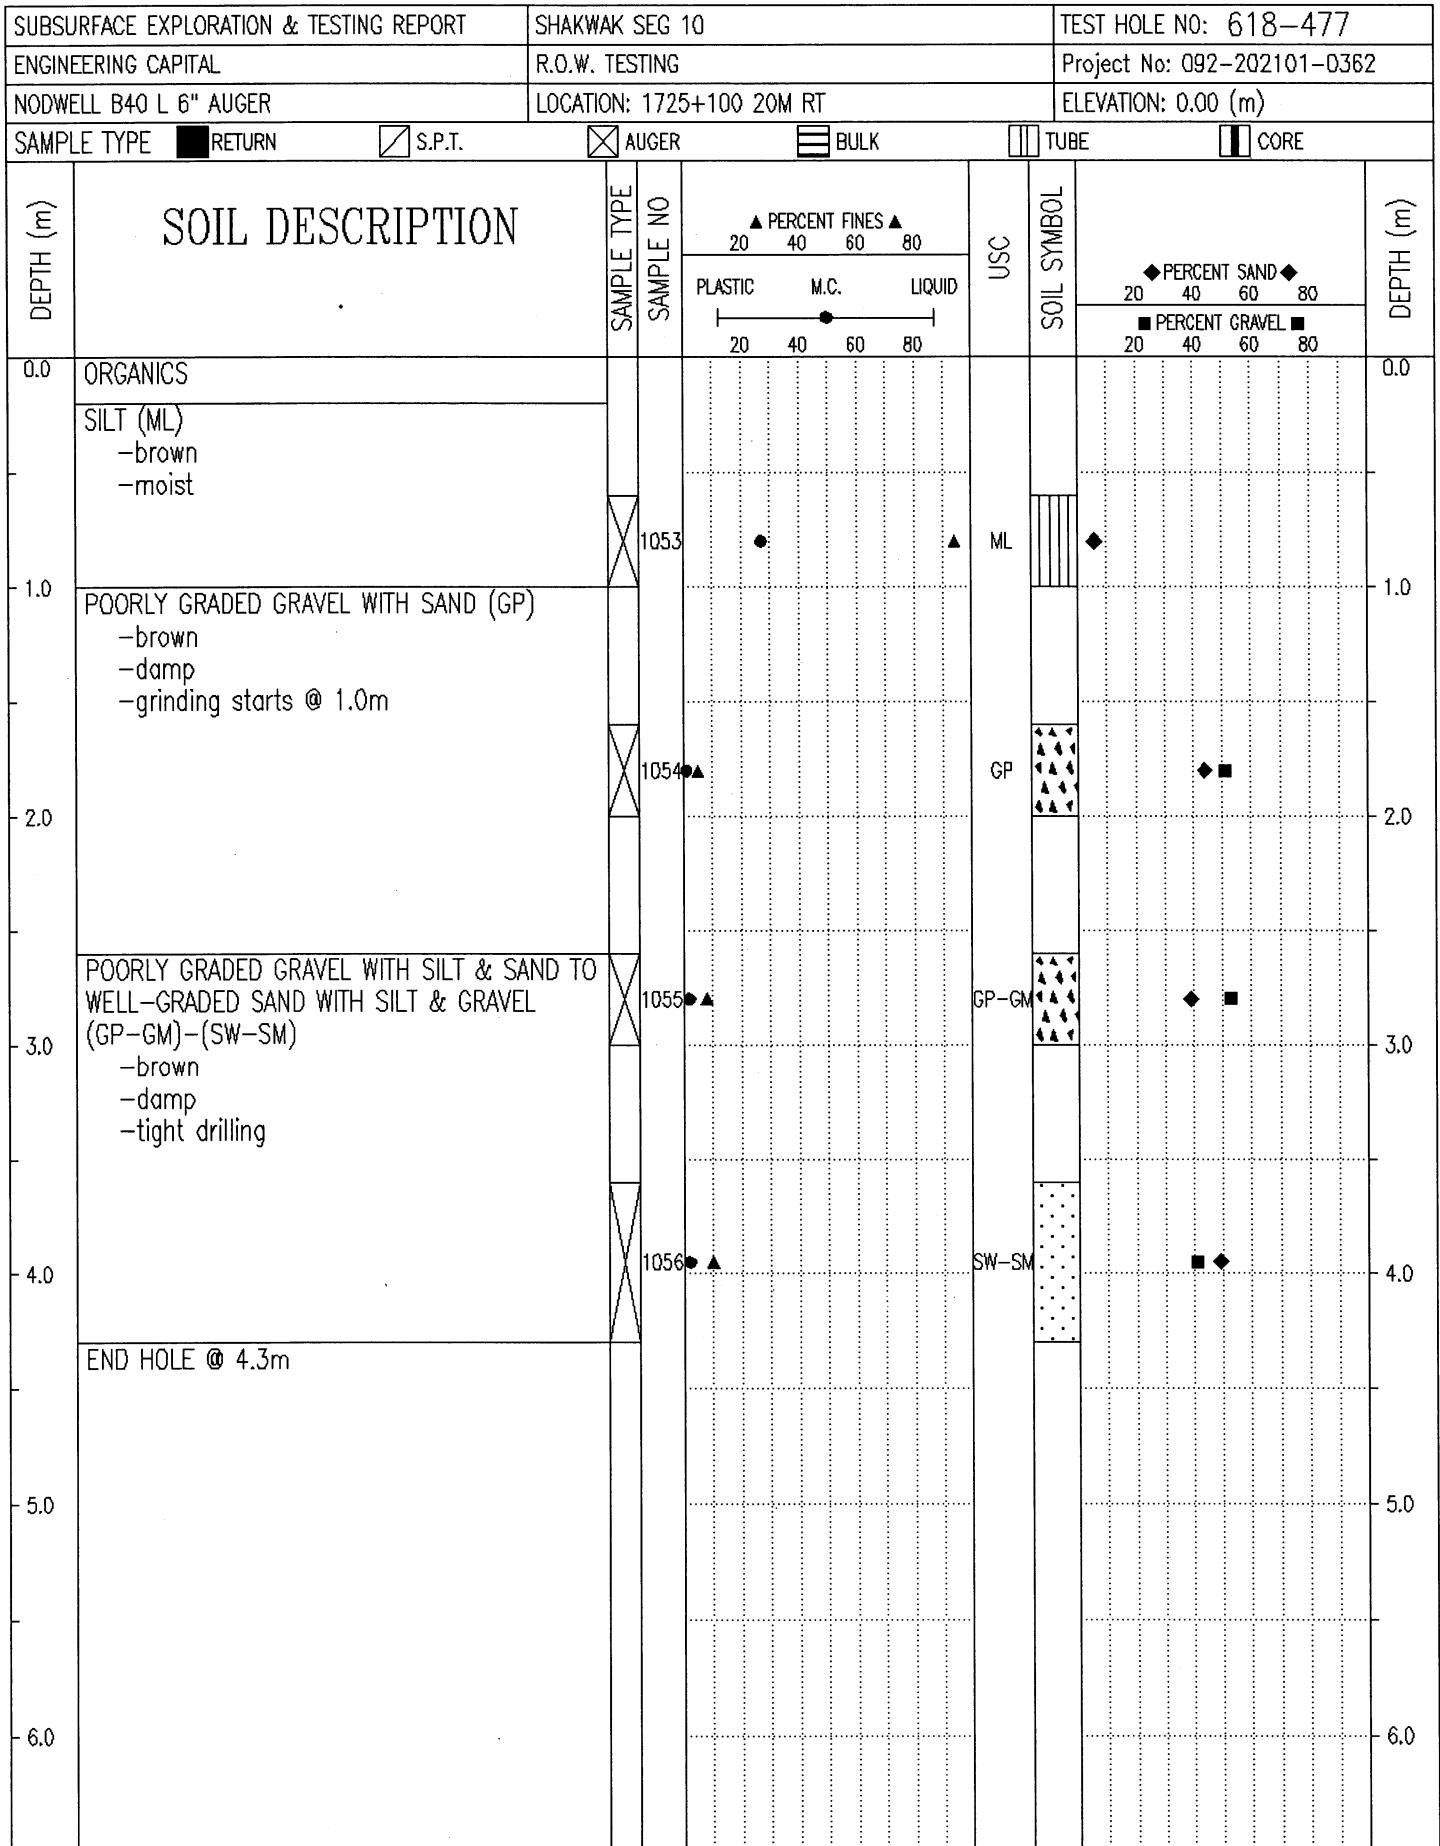 SUBSURFACE EXPLORATION & TESTING REPORT
SHAKWAK SEG 10
TEST HOLE NO: 618-477
ENGINEERING CAPITAL
R.O.W. TESTING
Project No: 092-202101-0362
NODWELL B40 L 6" AUGER
LOCATION: 1725+100 20M RT
ELEVATION: 0.00 (m)
SAMPLE TYPE RETURN S.P.T. AUGER BULK TUBE CORE
DEPTH (m)
SOIL DESCRIPTION
SAMPLE TYPE
SAMPLE NO
▲ PERCENT FINES ▲
20 40 60 80
PLASTIC M.C. LIQUID
20 40 60 80
USC
SOIL SYMBOL
◆ PERCENT SAND ◆
20 40 60 80
■ PERCENT GRAVEL ■
20 40 60 80
DEPTH (m)
0.0 ORGANICS 0.0
SILT (ML)
-brown
-moist
1053 ML
1.0 1.0
POORLY GRADED GRAVEL WITH SAND (GP)
-brown
-damp
-grinding starts @ 1.0m
1054 GP
2.0 2.0
POORLY GRADED GRAVEL WITH SILT & SAND TO
WELL-GRADED SAND WITH SILT & GRAVEL
1055 GP-GM
(GP-GM)-(SW-SM)
3.0 3.0
-brown
-damp
-tight drilling
1056 SW-SM
4.0 4.0
END HOLE @ 4.3m
5.0 5.0
6.0 6.0